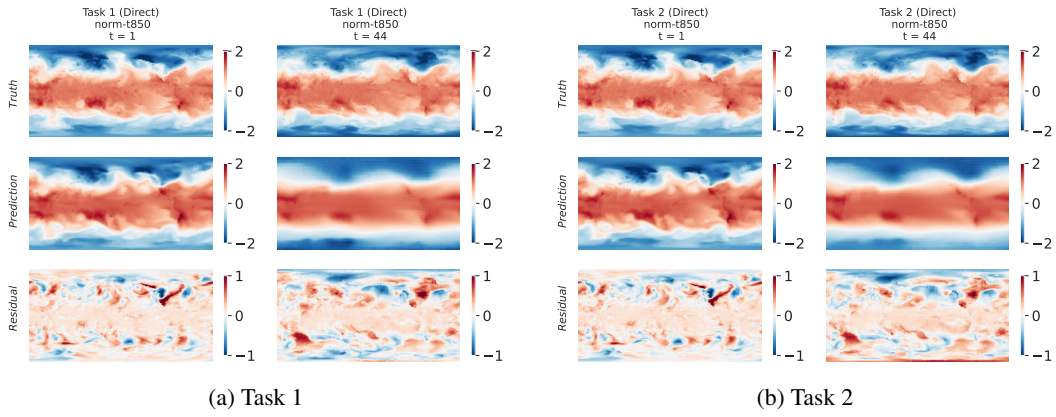 Task 1 (Direct)
norm-t850
t = 1
Task 1 (Direct)
norm-t850
t = 44
Task 2 (Direct)
norm-t850
t = 1
Task 2 (Direct)
norm-t850
t = 44
Truth
2
0
−2
2
0
−2
Truth
2
0
−2
2
0
−2
Prediction
2
0
−2
2
0
−2
Prediction
2
0
−2
2
0
−2
Residual
1
0
−1
1
0
−1
Residual
1
0
−1
1
0
−1
(a) Task 1
(b) Task 2